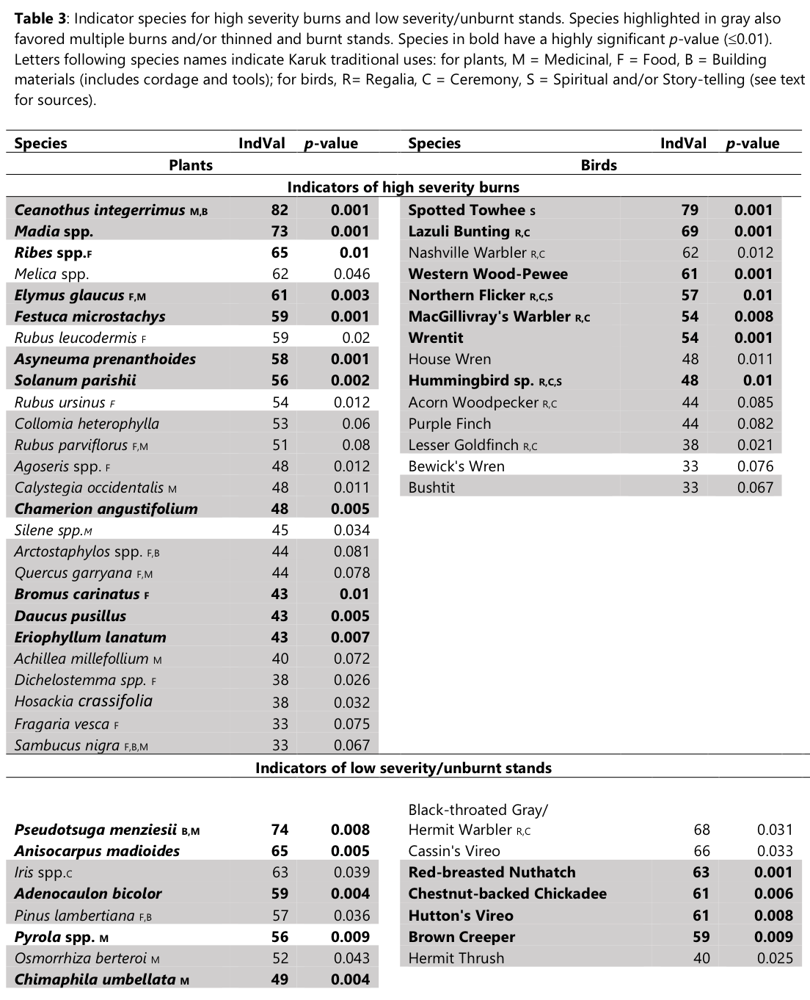 Table 3: Indicator species for high severity burns and low severity/unburnt stands. Species highlighted in gray also
favored multiple burns and/or thinned and burnt stands. Species in bold have a highly significant p-value (≤0.01).
Letters following species names indicate Karuk traditional uses: for plants, M = Medicinal, F = Food, B = Building
materials (includes cordage and tools); for birds, R= Regalia, C = Ceremony, S = Spiritual and/or Story-telling (see text
for sources).
Species IndVal p-value Species IndVal p-value
Plants Birds
Indicators of high severity burns
Ceanothus integerrimus M,B 82 0.001 Spotted Towhee S 79 0.001
Madia spp. 73 0.001 Lazuli Bunting R,C 69 0.001
Ribes spp.F 65 0.01 Nashville Warbler R,C 62 0.012
Melica spp. 62 0.046 Western Wood-Pewee 61 0.001
Elymus glaucus F,M 61 0.003 Northern Flicker R,C,S 57 0.01
Festuca microstachys 59 0.001 MacGillivray's Warbler R,C 54 0.008
Rubus leucodermis F 59 0.02 Wrentit 54 0.001
Asyneuma prenanthoides 58 0.001 House Wren 48 0.011
Solanum parishii 56 0.002 Hummingbird sp. R,C,S 48 0.01
Rubus ursinus F 54 0.012 Acorn Woodpecker R,C 44 0.085
Collomia heterophylla 53 0.06 Purple Finch 44 0.082
Rubus parviflorus F,M 51 0.08 Lesser Goldfinch R,C 38 0.021
Agoseris spp. F 48 0.012 Bewick's Wren 33 0.076
Calystegia occidentalis M 48 0.011 Bushtit 33 0.067
Chamerion angustifolium 48 0.005
Silene spp.M 45 0.034
Arctostaphylos spp. F,B 44 0.081
Quercus garryana F,M 44 0.078
Bromus carinatus F 43 0.01
Daucus pusillus 43 0.005
Eriophyllum lanatum 43 0.007
Achillea millefollium M 40 0.072
Dichelostemma spp. F 38 0.026
Hosackia crassifolia 38 0.032
Fragaria vesca F 33 0.075
Sambucus nigra F,B,M 33 0.067
Indicators of low severity/unburnt stands
Black-throated Gray/
Pseudotsuga menziesii B,M 74 0.008 Hermit Warbler R,C 68 0.031
Anisocarpus madioides 65 0.005 Cassin's Vireo 66 0.033
Iris spp.C 63 0.039 Red-breasted Nuthatch 63 0.001
Adenocaulon bicolor 59 0.004 Chestnut-backed Chickadee 61 0.006
Pinus lambertiana F,B 57 0.036 Hutton's Vireo 61 0.008
Pyrola spp. M 56 0.009 Brown Creeper 59 0.009
Osmorrhiza berteroi M 52 0.043 Hermit Thrush 40 0.025
Chimaphila umbellata M 49 0.004